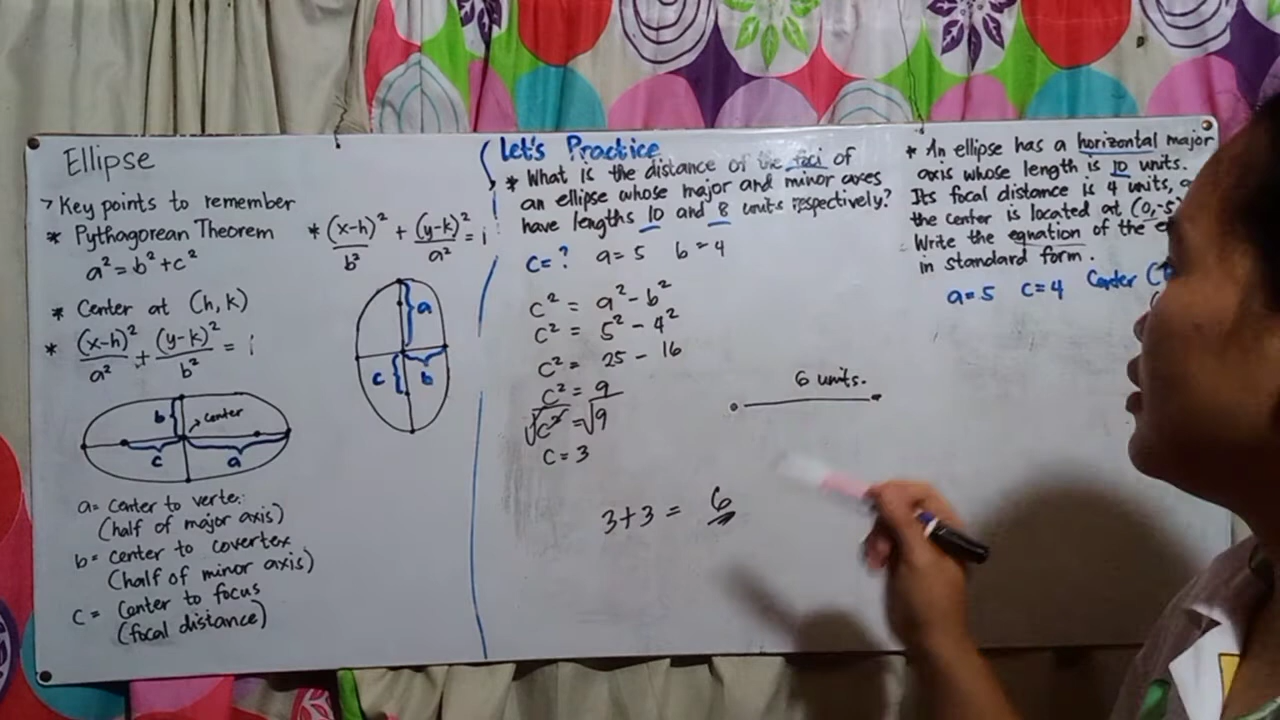 Ellipse
> Key points to remember
* Pythagorean Theorem
a² = b² + c²
* Center at (h, k)
* (x-h)²/a² + (y-k)²/b² = 1
b
center
c
a
a = center to verte
(half of major axis)
b = center to covertex
(half of minor axis)
c = Center to focus
(focal distance)
* (x-h)²/b² + (y-k)²/a² = 1
a
c
b
Let's Practice
* What is the distance of the foci of
an ellipse whose major and minor axes
have lengths 10 and 8 units respectively?
c = ? a = 5 b = 4
c² = a² - b²
c² = 5² - 4²
c² = 25 - 16
c² = 9
√c² = √9
c = 3
3 + 3 = 6
6 units.
* An ellipse has a horizontal major
axis whose length is 10 units.
Its focal distance is 4 units,
the center is located at (0, -5)
Write the equation of the
in standard form.
a = 5 c = 4 Center (